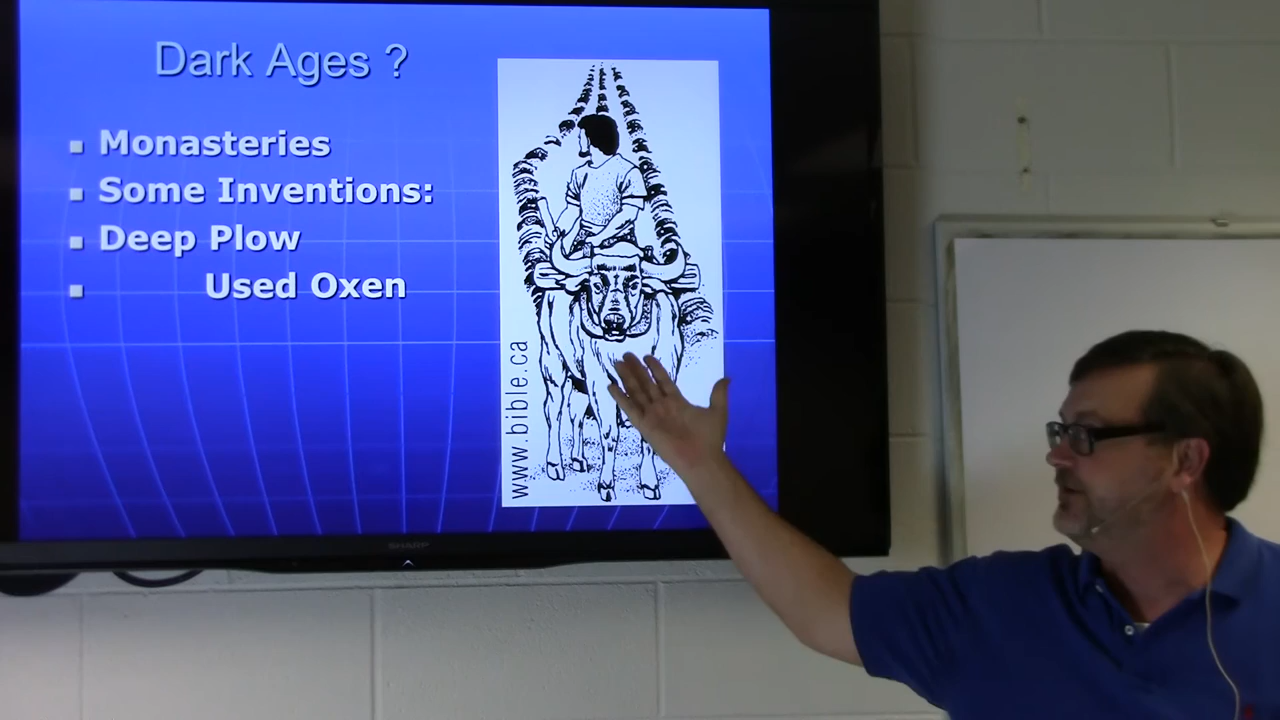 Dark Ages ?
Monasteries
Some Inventions:
Deep Plow
Used Oxen
www.bible.ca
SHARP